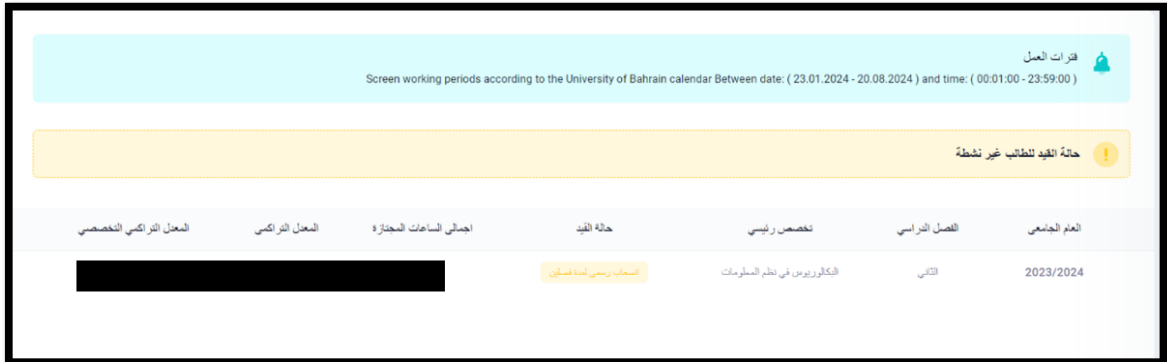 فترات العمل
Screen working periods according to the University of Bahrain calendar Between date: ( 23.01.2024 - 20.08.2024 ) and time: ( 00:01:00 - 23:59:00 )
حالة القيد للطالب غير نشطة
العام الجامعى الفصل الدراسي تخصص رئيسي حالة القيد اجمالى الساعات المجتازة المعدل التراكمي المعدل التراكمي التخصصي
2023/2024 الثاني البكالوريوس في نظم المعلومات انسحاب رسمي لمدة فصلين